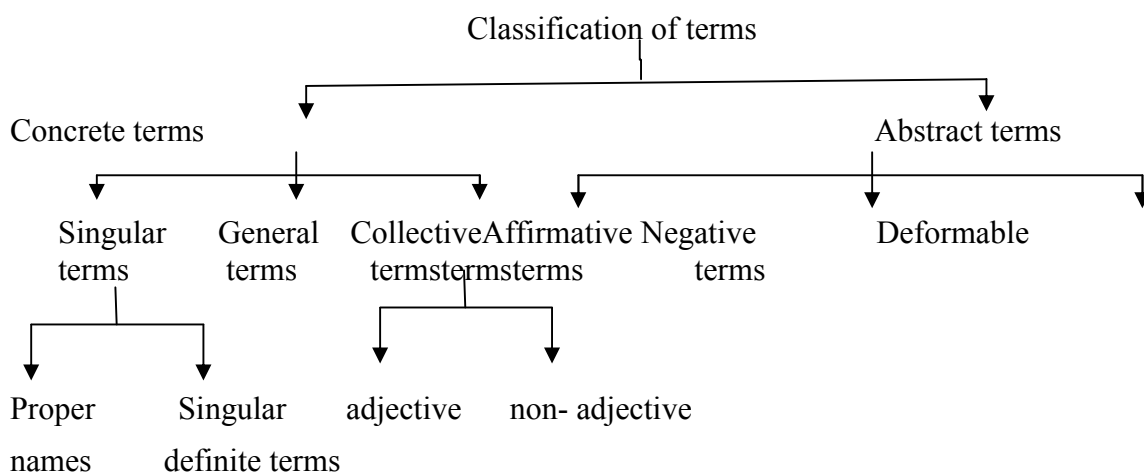 Classification of terms
Concrete terms Abstract terms
Singular General CollectiveAffirmative Negative Deformable
terms terms termstermsterms terms
Proper Singular adjective non- adjective
names definite terms